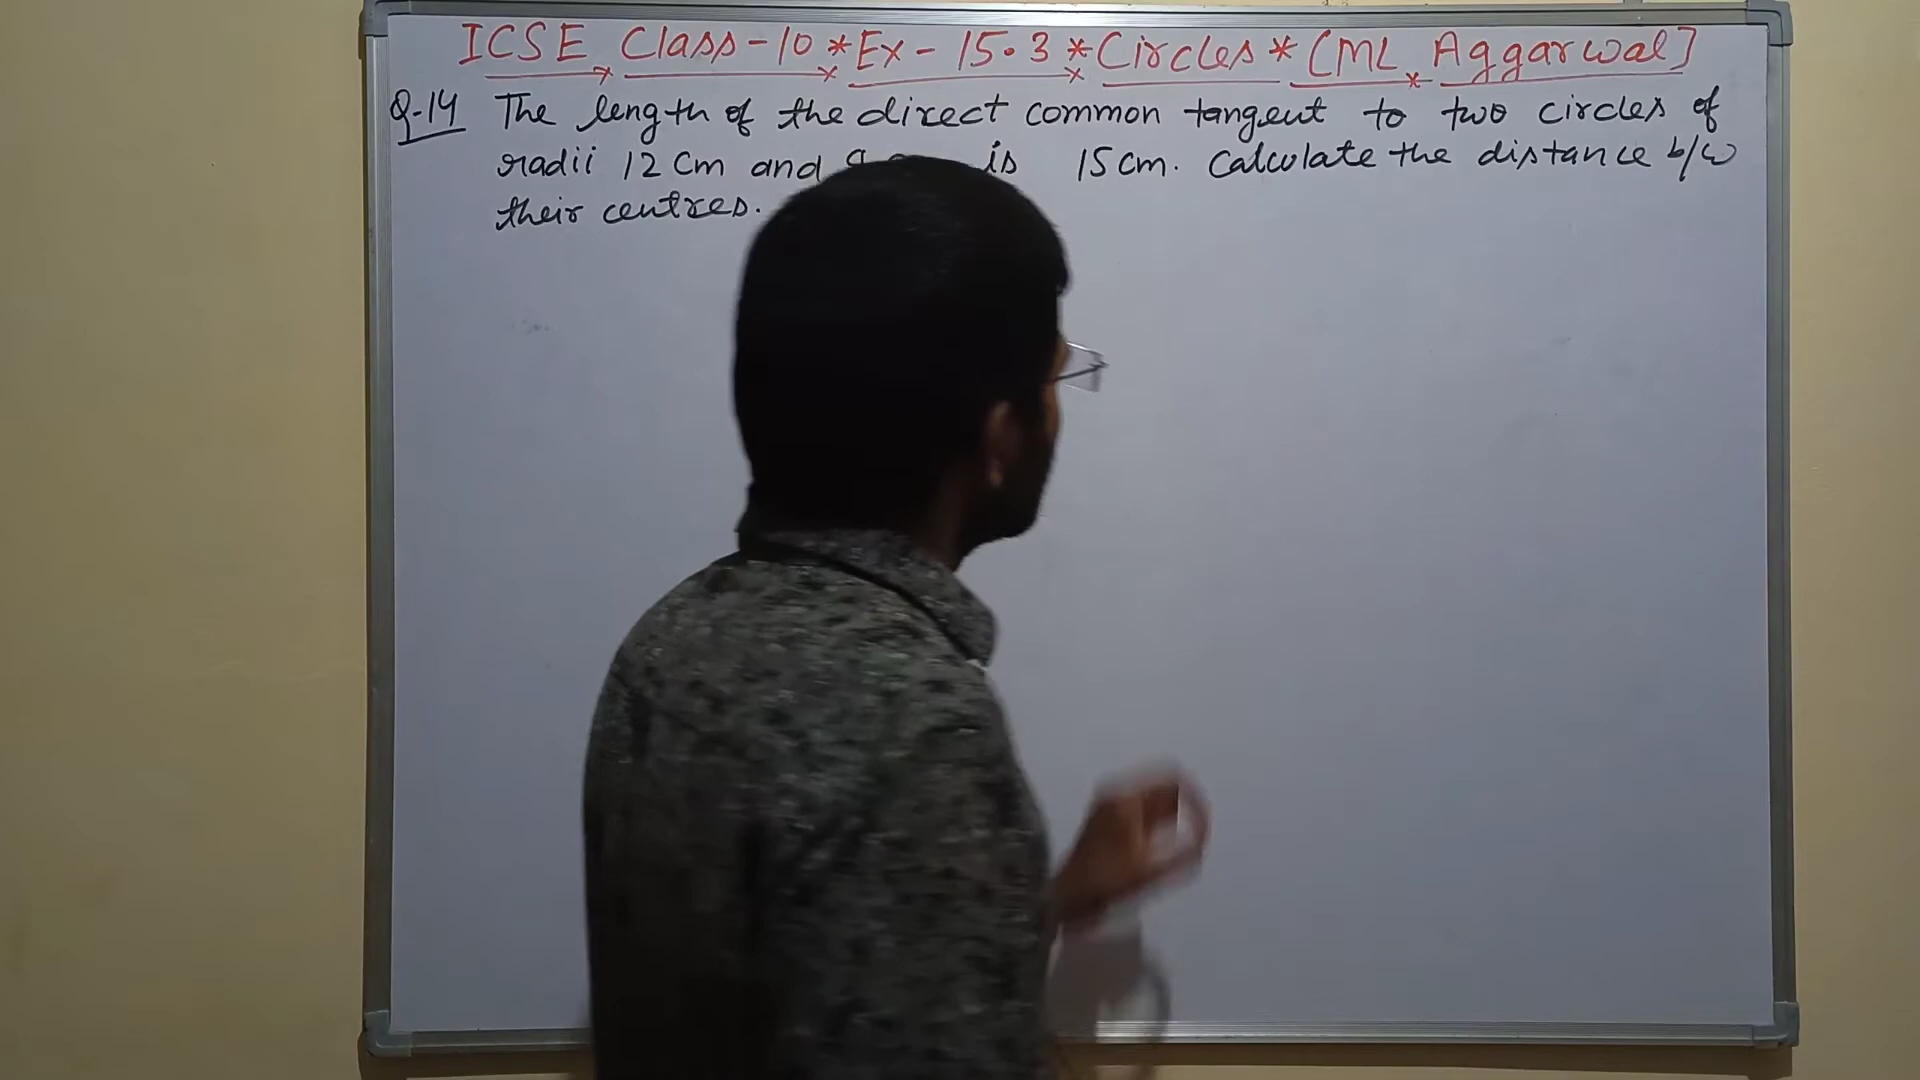 ICSE Class-10 * Ex-15.3 * Circles * [ML Aggarwal]
Q-14 The length of the direct common tangent to two circles of
radii 12 cm and is 15 cm. Calculate the distance b/w
their centres.